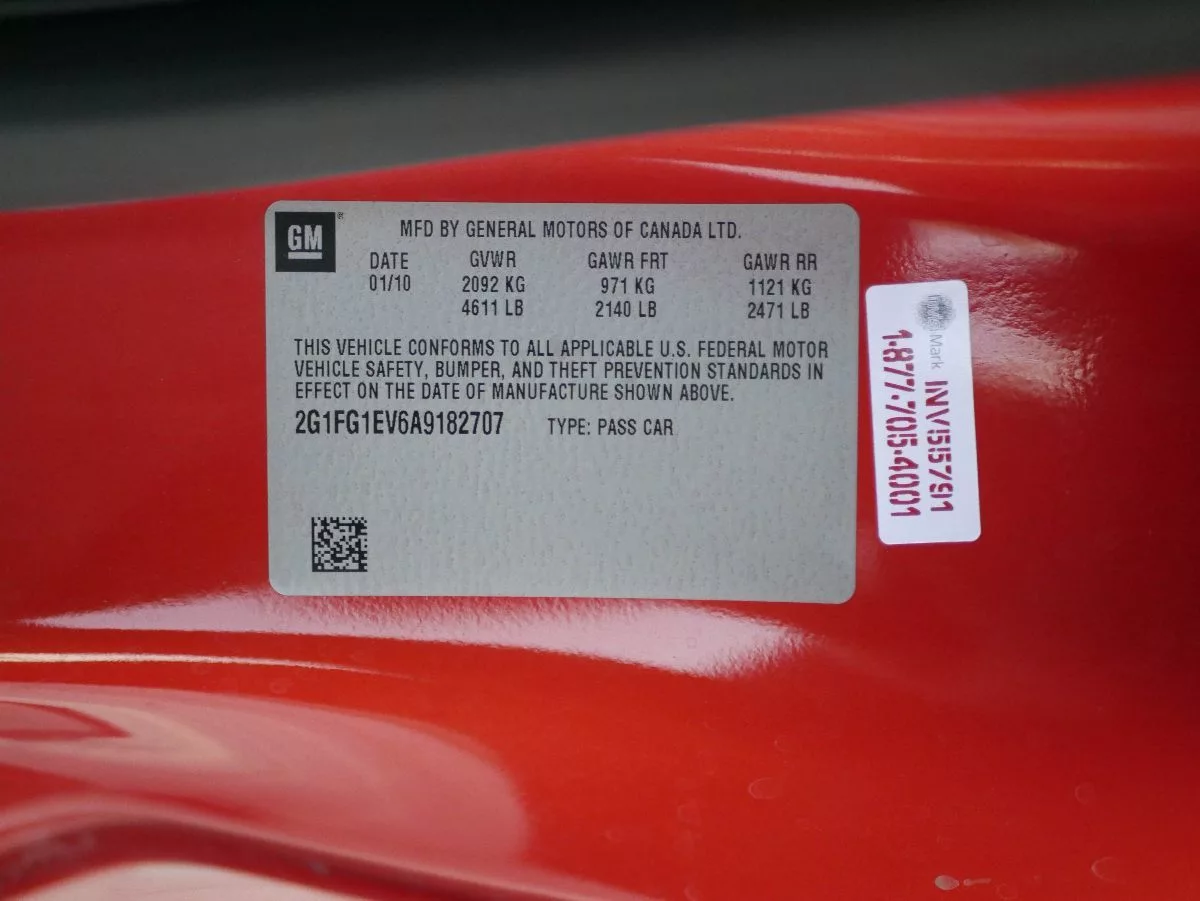 GM®
MFD BY GENERAL MOTORS OF CANADA LTD.
DATE GVWR GAWR FRT GAWR RR
01/10 2092 KG 971 KG 1121 KG
4611 LB 2140 LB 2471 LB
THIS VEHICLE CONFORMS TO ALL APPLICABLE U.S. FEDERAL MOTOR
VEHICLE SAFETY, BUMPER, AND THEFT PREVENTION STANDARDS IN
EFFECT ON THE DATE OF MANUFACTURE SHOWN ABOVE.
2G1FG1EV6A9182707 TYPE: PASS CAR
Mark INV55791
1·877·705·4001